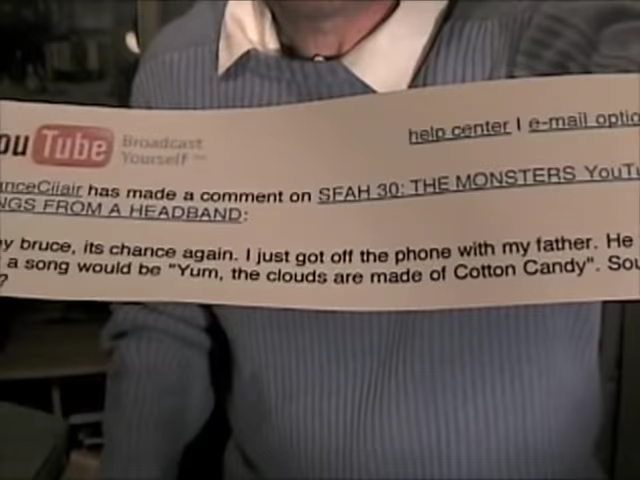 ou Tube Broadcast
Yourself ™
help center | e-mail optio
has made a comment on SFAH 30: THE MONSTERS YouTu
NGS FROM A HEADBAND:
y bruce, its chance again. I just got off the phone with my father. He
a song would be "Yum, the clouds are made of Cotton Candy". Sou
?